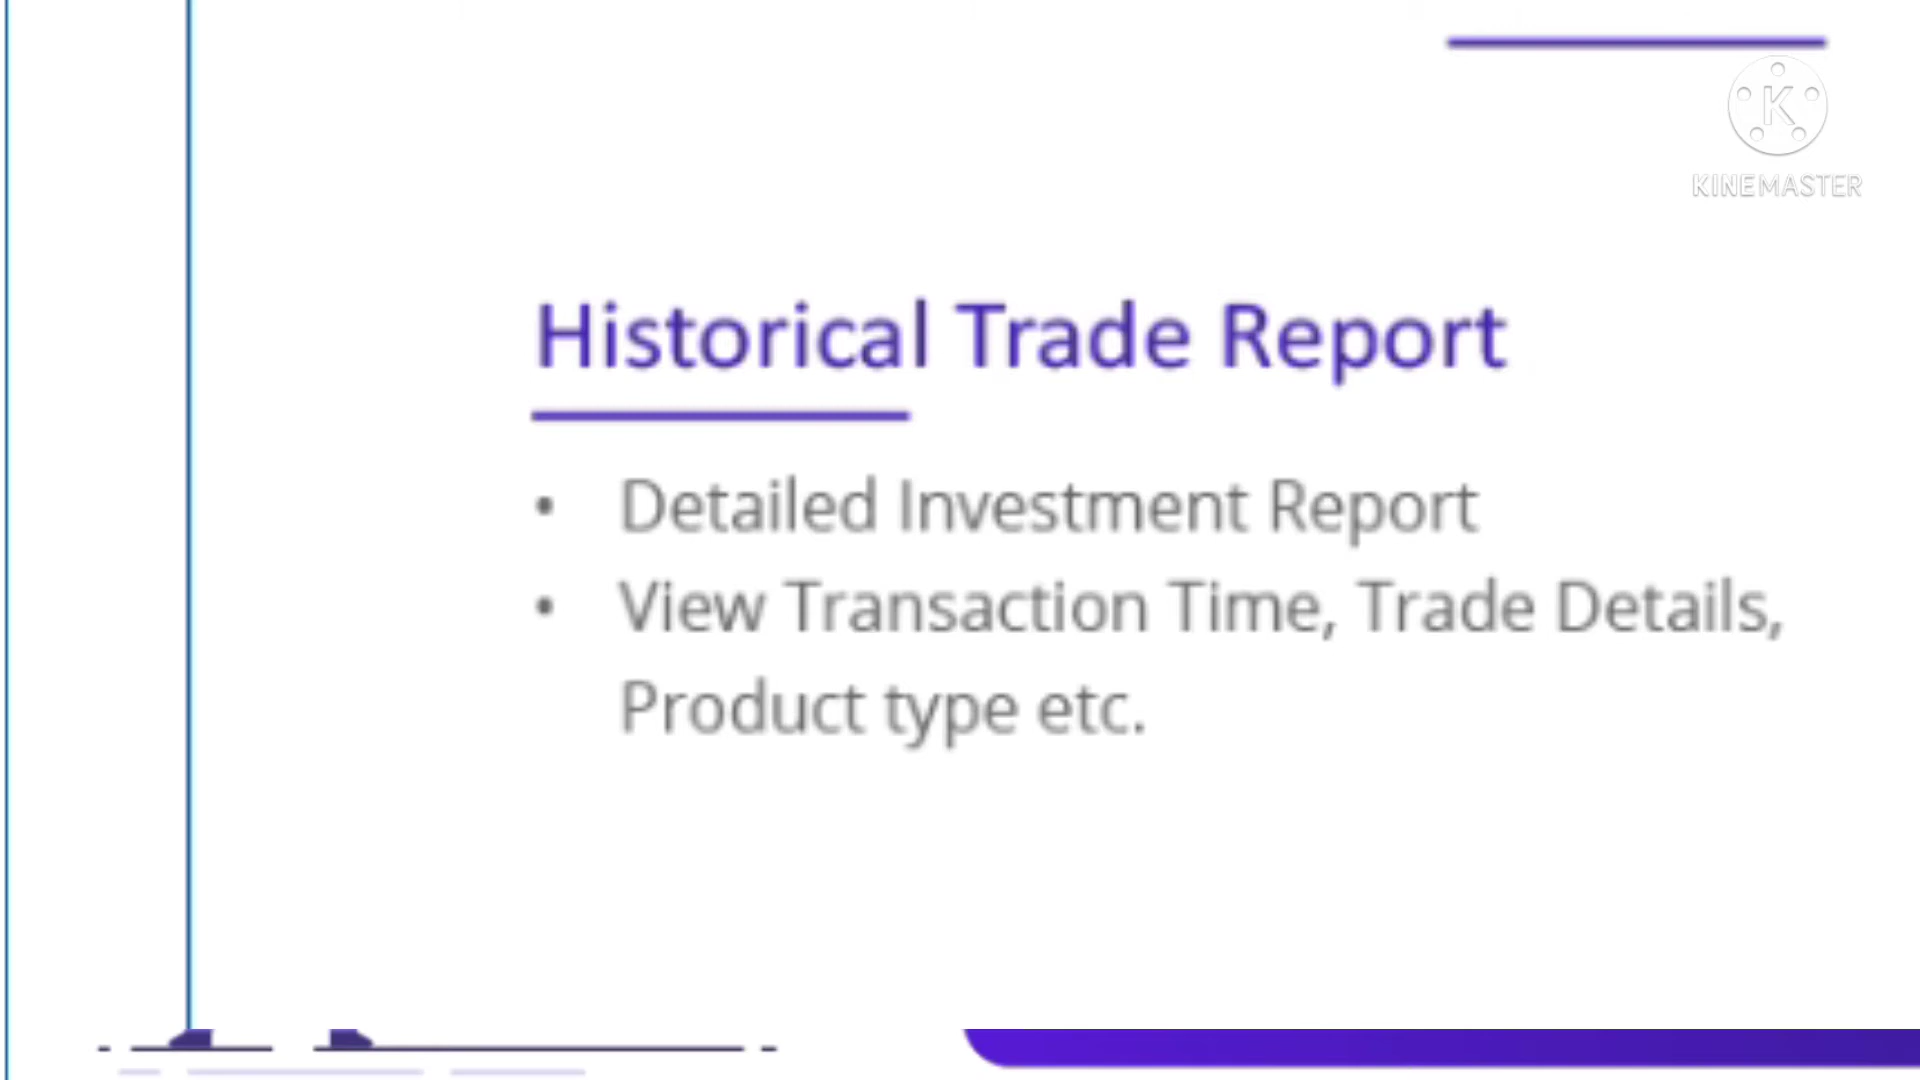 KINEMASTER
Historical Trade Report
• Detailed Investment Report
• View Transaction Time, Trade Details,
Product type etc.